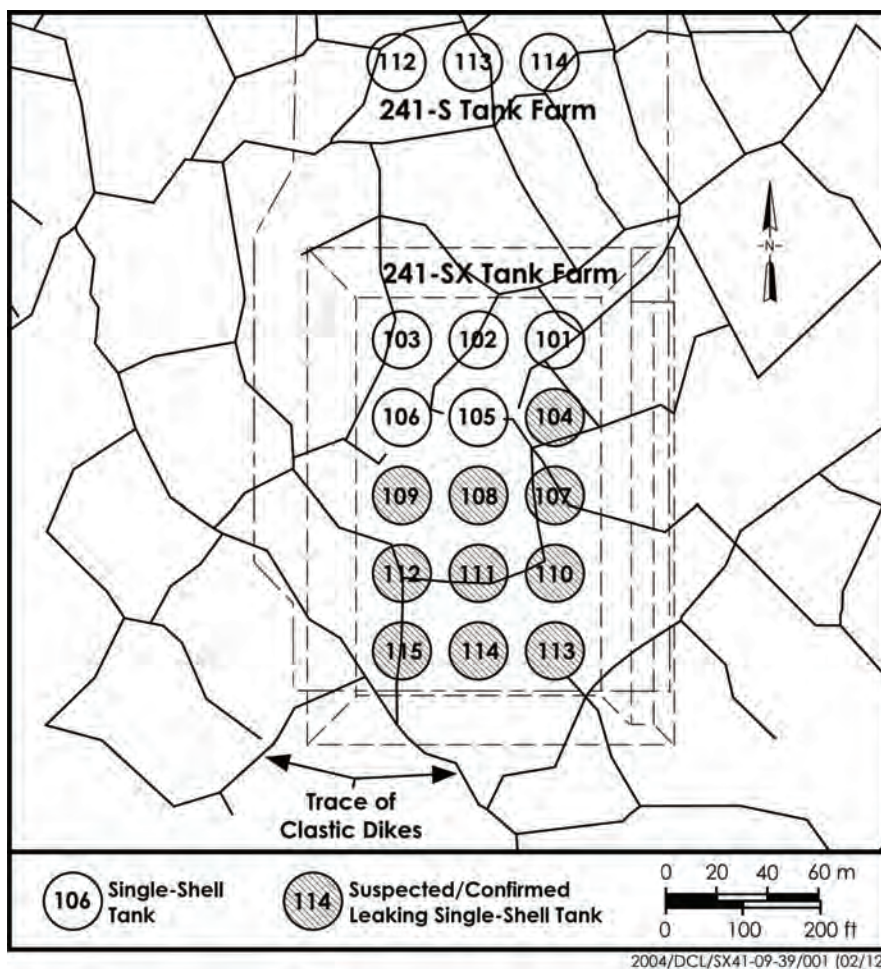 112 113 114
241-S Tank Farm
N
241-SX Tank Farm
103 102 101
106 105 104
109 108 107
112 111 110
115 114 113
Trace of
Clastic Dikes
106 Single-Shell
Tank
114 Suspected/Confirmed
Leaking Single-Shell Tank
0 20 40 60 m
0 100 200 ft
2004/DCL/SX41-09-39/001 (02/12